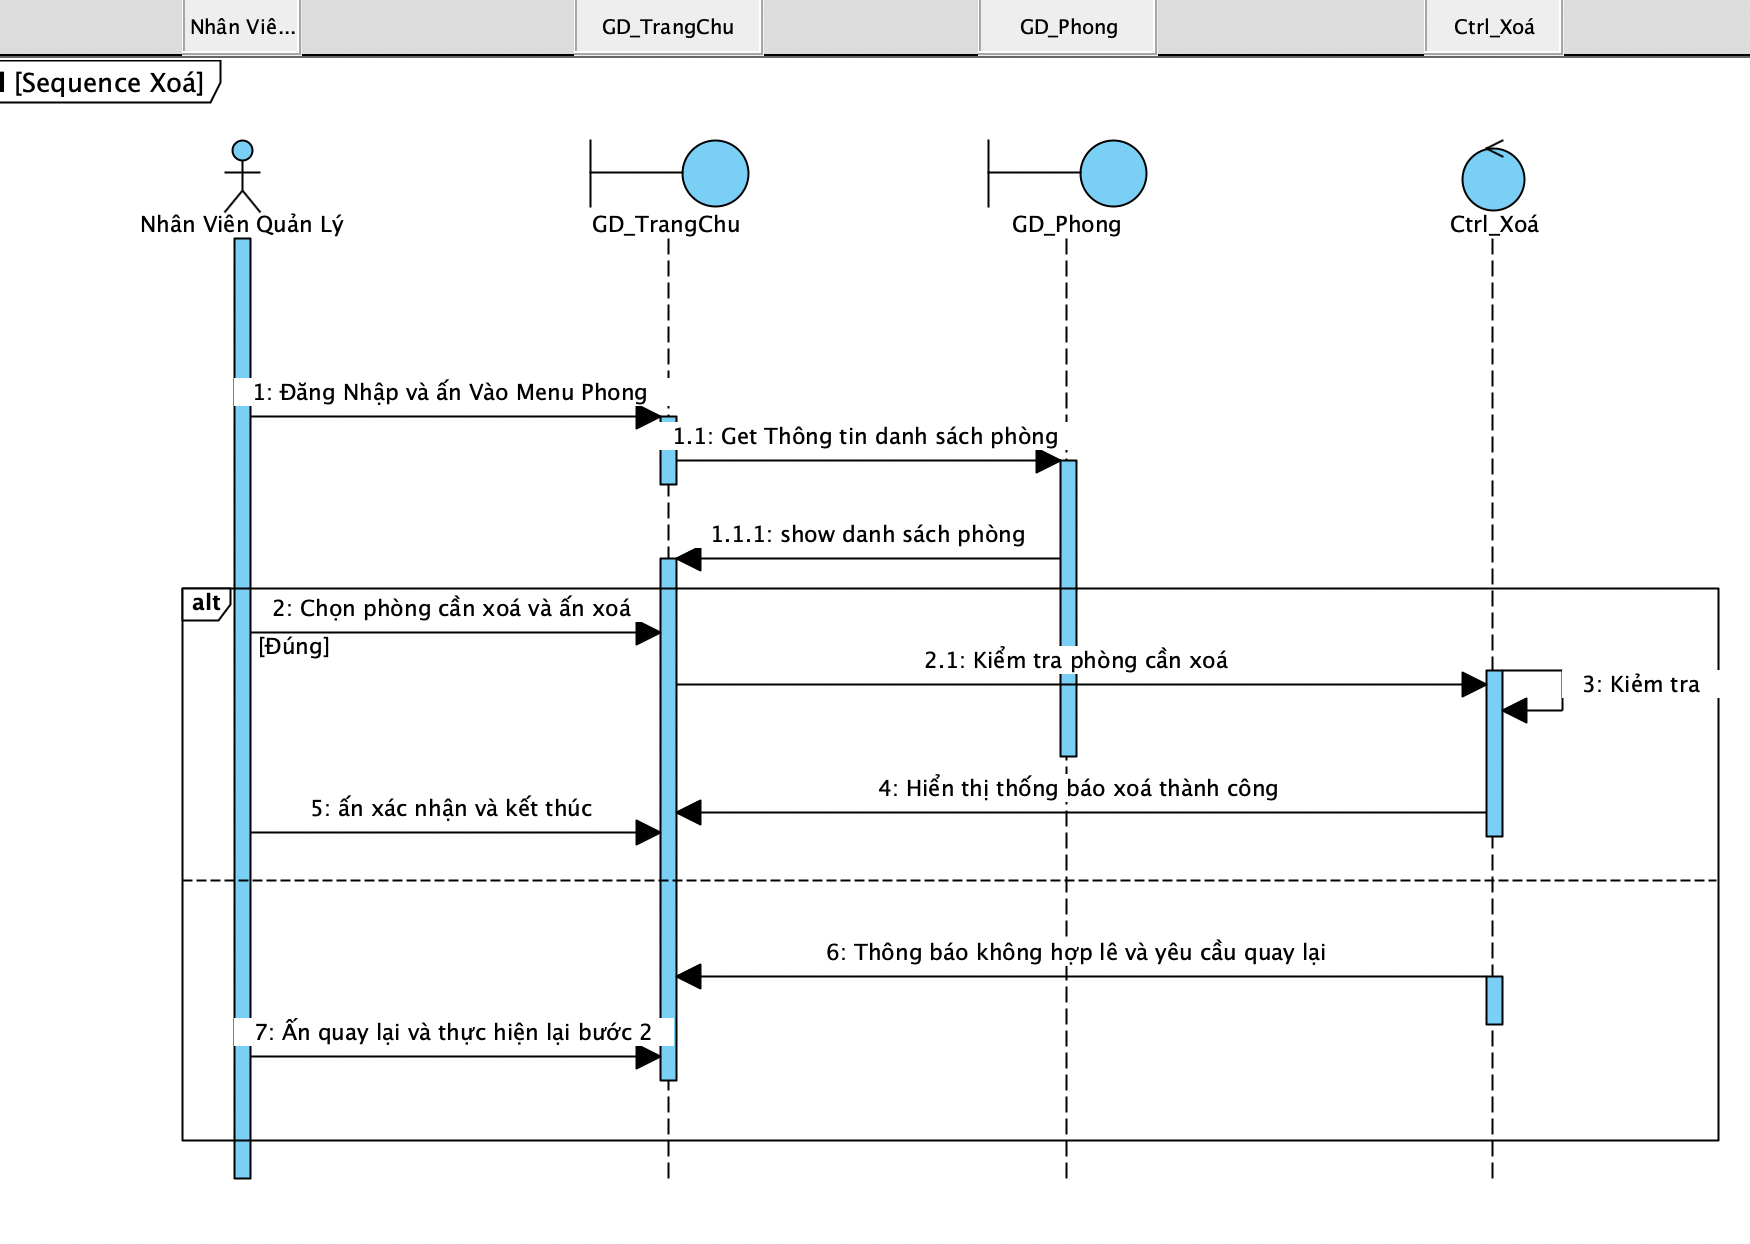 Nhân Viê...
GD_TrangChu
GD_Phong
Ctrl_Xoá
[Sequence Xoá]
Nhân Viên Quản Lý
GD_TrangChu
GD_Phong
Ctrl_Xoá
1: Đăng Nhập và ấn Vào Menu Phong
1.1: Get Thông tin danh sách phòng
1.1.1: show danh sách phòng
alt
2: Chọn phòng cần xoá và ấn xoá
[Đúng]
2.1: Kiểm tra phòng cần xoá
3: Kiẻm tra
4: Hiển thị thống báo xoá thành công
5: ấn xác nhận và kết thúc
6: Thông báo không hợp lê và yêu cầu quay lại
7: Ấn quay lại và thực hiện lại bước 2